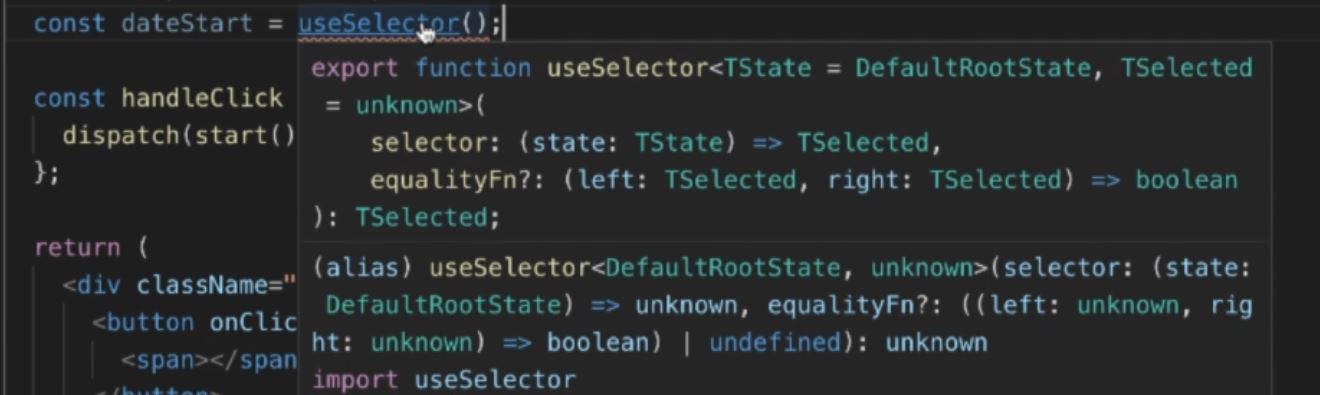 const dateStart = useSelector();
export function useSelector<TState = DefaultRootState, TSelected
= unknown>(
const handleClick
selector: (state: TState) => TSelected,
dispatch(start()
equalityFn?: (left: TSelected, right: TSelected) => boolean
};
): TSelected;
return (
(alias) useSelector<DefaultRootState, unknown>(selector: (state:
<div className="
DefaultRootState) => unknown, equalityFn?: ((left: unknown, rig
<button onClic
ht: unknown) => boolean) | undefined): unknown
<span></span
import useSelector
</button>